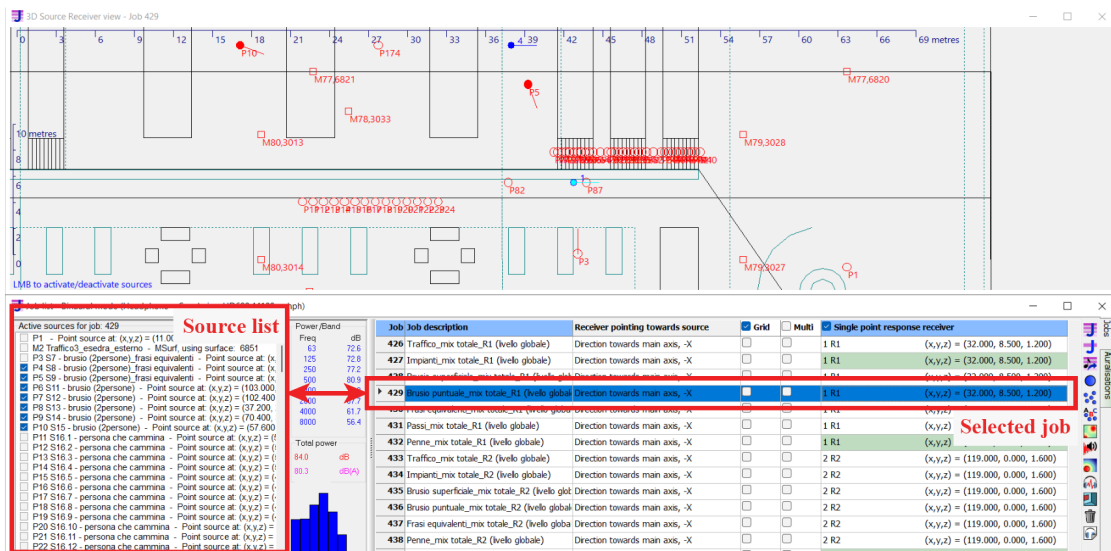 3D Source Receiver view - Job 429
0 3 6 9 12 15 18 21 24 27 30 33 36 4 39 42 45 48 51 54 57 60 63 66 69 metres
P10 P174
M77,6821 M77,6820
P5
M78,3033
10 metres
M80,3013 M79,3028
8
6
1
P82 P87
4
2
P3
0
M80,3014 M79,3027 P1
LMB to activate/deactivate sources
Active sources for job: 429
Source list
P1 - Point source at: (x,y,z) = (11.00
M2 Traffico3_esedra_esterno - MSurf, using surface: 6851
P3 S7 - brusio (2persone)_frasi equivalenti - Point source at: (x,
P4 S8 - brusio (2persone)_frasi equivalenti - Point source at: (x,
P5 S9 - brusio (2persone)_frasi equivalenti - Point source at: (x,
P6 S11 - brusio (2persone) - Point source at: (x,y,z) = (103.000,
P7 S12 - brusio (2persone) - Point source at: (x,y,z) = (102.400
P8 S13 - brusio (2persone) - Point source at: (x,y,z) = (37.200,
P9 S14 - brusio (2persone) - Point source at: (x,y,z) = (70.400,
P10 S15 - brusio (2persone) - Point source at: (x,y,z) = (57.600
P11 S16.1 - persona che cammina - Point source at: (x,y,z) =
P12 S16.2 - persona che cammina - Point source at: (x,y,z) =
P13 S16.3 - persona che cammina - Point source at: (x,y,z) =
P14 S16.4 - persona che cammina - Point source at: (x,y,z) =
P15 S16.5 - persona che cammina - Point source at: (x,y,z) =
P16 S16.6 - persona che cammina - Point source at: (x,y,z) =
P17 S16.7 - persona che cammina - Point source at: (x,y,z) =
P18 S16.8 - persona che cammina - Point source at: (x,y,z) =
P19 S16.9 - persona che cammina - Point source at: (x,y,z) =
P20 S16.10 - persona che cammina - Point source at: (x,y,z) =
P21 S16.11 - persona che cammina - Point source at: (x,y,z) =
P22 S16.12 - persona che cammina - Point source at: (x,y,z) =
Power/Band
Freq dB
63 72.6
125 72.8
250 77.2
500 80.9
4000 61.7
8000 56.4
Total power
84.0 dB
80.3 dB(A)
Job Job description Receiver pointing towards source Grid Multi Single point response receiver
426 Traffico_mix totale_R1 (livello globale) Direction towards main axis, -X 1 R1 (x,y,z) = (32.000, 8.500, 1.200)
427 Impianti_mix totale_R1 (livello globale) Direction towards main axis, -X 1 R1 (x,y,z) = (32.000, 8.500, 1.200)
429 Brusio puntuale_mix totale_R1 (livello global Direction towards main axis, -X 1 R1 (x,y,z) = (32.000, 8.500, 1.200)
431 Passi_mix totale_R1 (livello globale) Direction towards main axis, -X 1 R1
Selected job
432 Penne_mix totale_R1 (livello globale) Direction towards main axis, -X 1 R1
433 Traffico_mix totale_R2 (livello globale) Direction towards main axis, -X 2 R2 (x,y,z) = (119.000, 0.000, 1.600)
434 Impianti_mix totale_R2 (livello globale) Direction towards main axis, -X 2 R2 (x,y,z) = (119.000, 0.000, 1.600)
435 Brusio superficiale_mix totale_R2 (livello glob Direction towards main axis, -X 2 R2 (x,y,z) = (119.000, 0.000, 1.600)
436 Brusio puntuale_mix totale_R2 (livello global Direction towards main axis, -X 2 R2 (x,y,z) = (119.000, 0.000, 1.600)
437 Frasi equivalenti_mix totale_R2 (livello globa Direction towards main axis, -X 2 R2 (x,y,z) = (119.000, 0.000, 1.600)
438 Penne_mix totale_R2 (livello globale) Direction towards main axis, -X 2 R2 (x,y,z) = (119.000, 0.000, 1.600)
Jobs
Auralisations